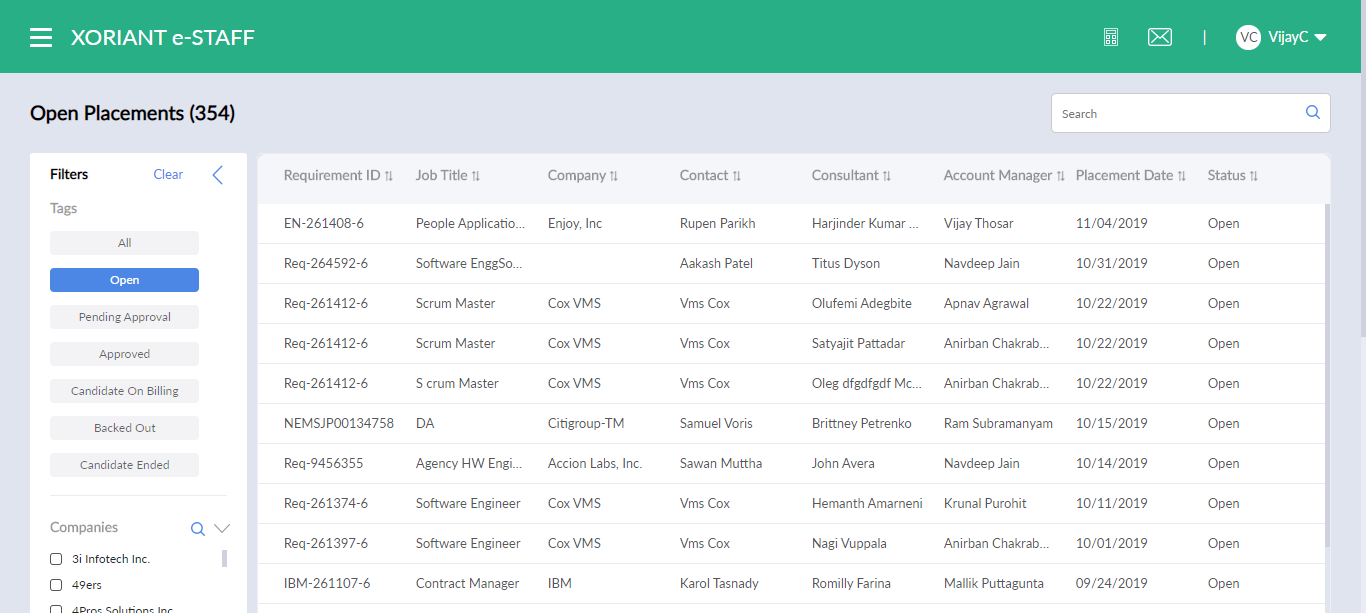 XORIANT e-STAFF | VC VijayC
Open Placements (354)
Search
Filters Clear
Tags
All
Open
Pending Approval
Approved
Candidate On Billing
Backed Out
Candidate Ended
Companies
3i Infotech Inc.
49ers
4Pros Solutions Inc
Requirement ID Job Title Company Contact Consultant Account Manager Placement Date Status
EN-261408-6 People Applicatio... Enjoy, Inc Rupen Parikh Harjinder Kumar ... Vijay Thosar 11/04/2019 Open
Req-264592-6 Software EnggSo... Aakash Patel Titus Dyson Navdeep Jain 10/31/2019 Open
Req-261412-6 Scrum Master Cox VMS Vms Cox Olufemi Adegbite Apnav Agrawal 10/22/2019 Open
Req-261412-6 Scrum Master Cox VMS Vms Cox Satyajit Pattadar Anirban Chakrab... 10/22/2019 Open
Req-261412-6 S crum Master Cox VMS Vms Cox Oleg dfgdfgdf Mc... Anirban Chakrab... 10/22/2019 Open
NEMSJP00134758 DA Citigroup-TM Samuel Voris Brittney Petrenko Ram Subramanyam 10/15/2019 Open
Req-9456355 Agency HW Engi... Accion Labs, Inc. Sawan Muttha John Avera Navdeep Jain 10/14/2019 Open
Req-261374-6 Software Engineer Cox VMS Vms Cox Hemanth Amarneni Krunal Purohit 10/11/2019 Open
Req-261397-6 Software Engineer Cox VMS Vms Cox Nagi Vuppala Anirban Chakrab... 10/01/2019 Open
IBM-261107-6 Contract Manager IBM Karol Tasnady Romilly Farina Mallik Puttagunta 09/24/2019 Open